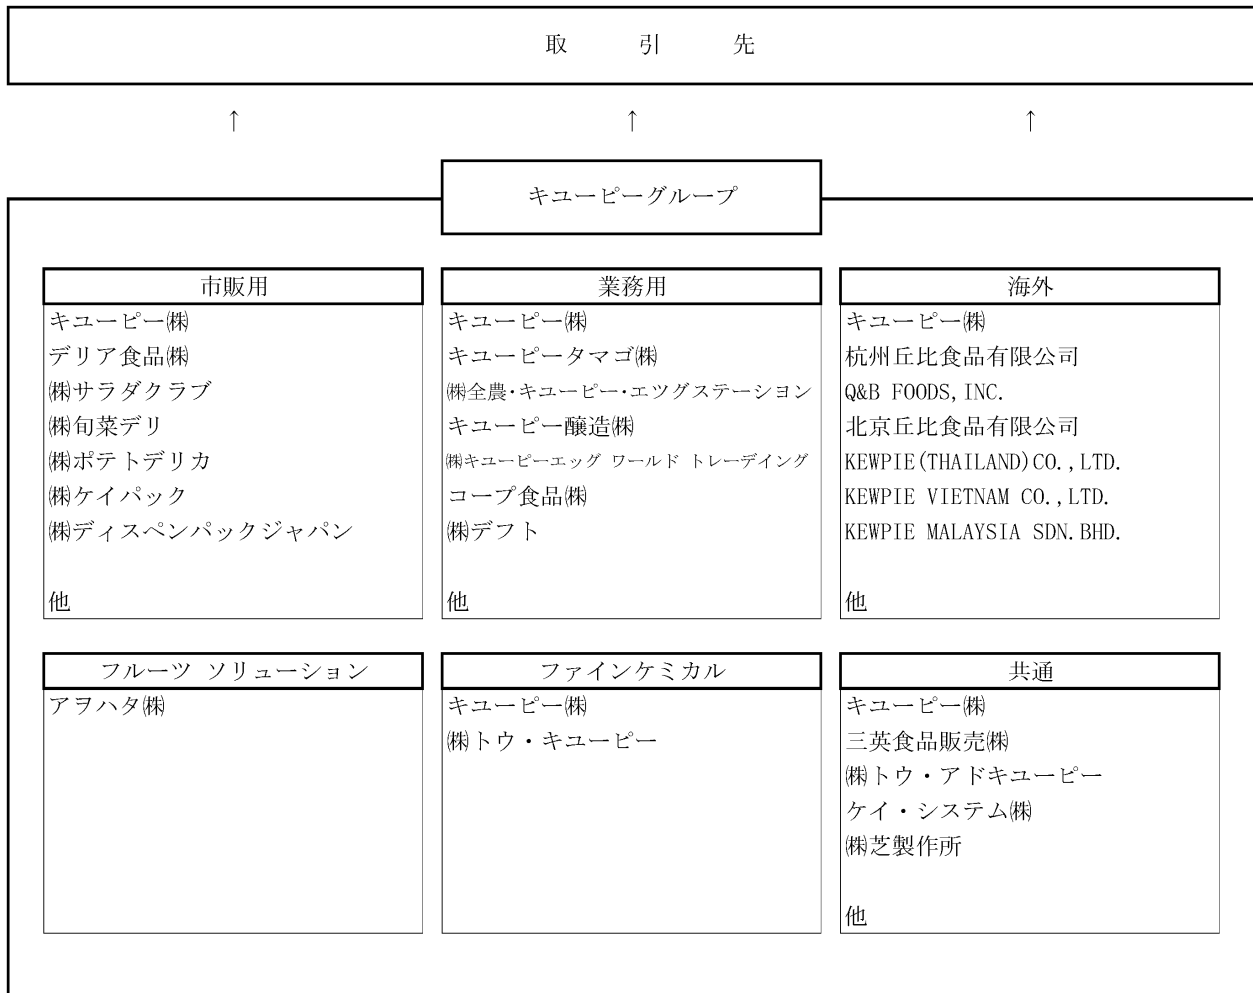 取 引 先
↑ ↑ ↑
キユーピーグループ
市販用
キユーピー㈱
デリア食品㈱
㈱サラダクラブ
㈱旬菜デリ
㈱ポテトデリカ
㈱ケイパック
㈱ディスペンパックジャパン
他
業務用
キユーピー㈱
キユーピータマゴ㈱
㈱全農・キユーピー・エツグステーション
キユーピー醸造㈱
㈱キユーピーエッグ ワールド トレーデイング
コープ食品㈱
㈱デフト
他
海外
キユーピー㈱
杭州丘比食品有限公司
Q&B FOODS,INC.
北京丘比食品有限公司
KEWPIE(THAILAND)CO.,LTD.
KEWPIE VIETNAM CO.,LTD.
KEWPIE MALAYSIA SDN.BHD.
他
フルーツ ソリューション
アヲハタ㈱
ファインケミカル
キユーピー㈱
㈱トウ・キユーピー
共通
キユーピー㈱
三英食品販売㈱
㈱トウ・アドキユーピー
ケイ・システム㈱
㈱芝製作所
他